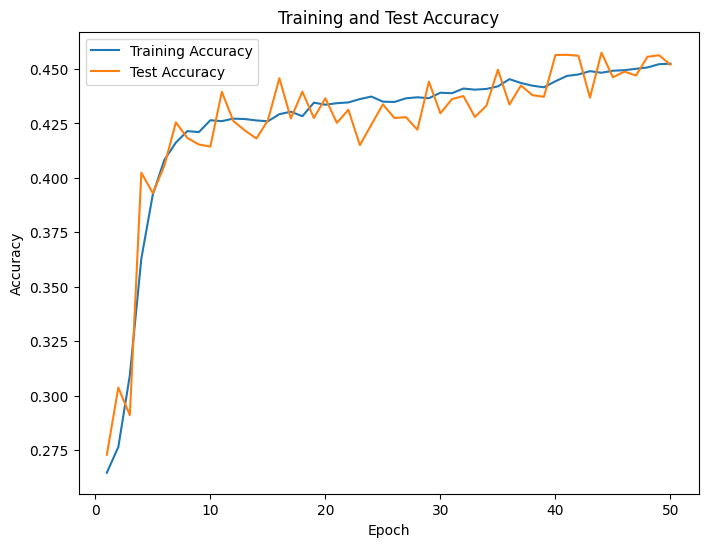 Training and Test Accuracy
Training Accuracy
Test Accuracy
Accuracy
0.450
0.425
0.400
0.375
0.350
0.325
0.300
0.275
0 10 20 30 40 50
Epoch